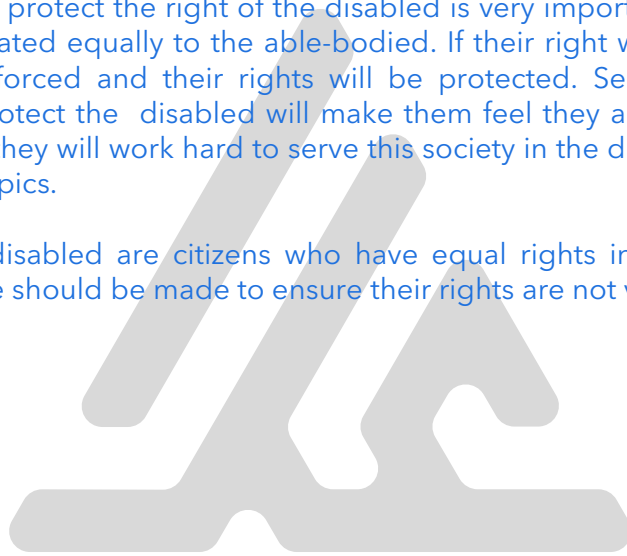 protect the right of the disabled is very import
ated equally to the able-bodied. If their right w
forced and their rights will be protected. Se
otect the disabled will make them feel they a
hey will work hard to serve this society in the d
pics.
disabled are citizens who have equal rights in
e should be made to ensure their rights are not v